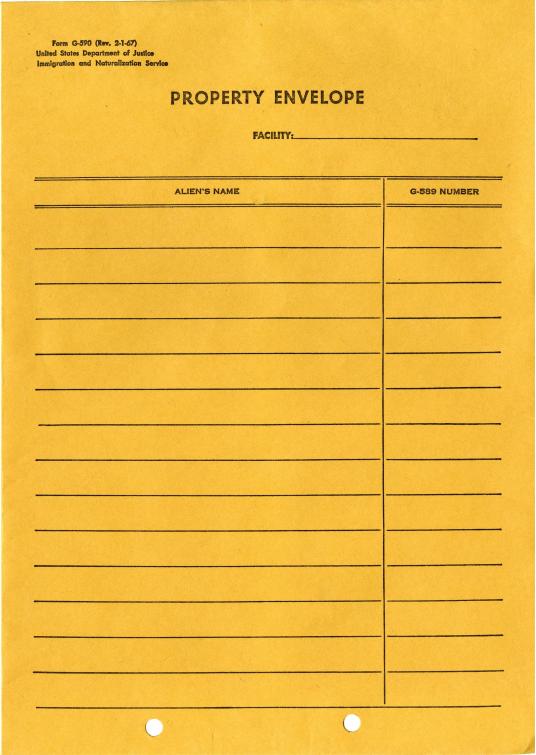 Form G-590 (Rev. 2-1-67)
United States Department of Justice
Immigration and Naturalization Service
PROPERTY ENVELOPE
FACILITY:
ALIEN'S NAME
G-589 NUMBER